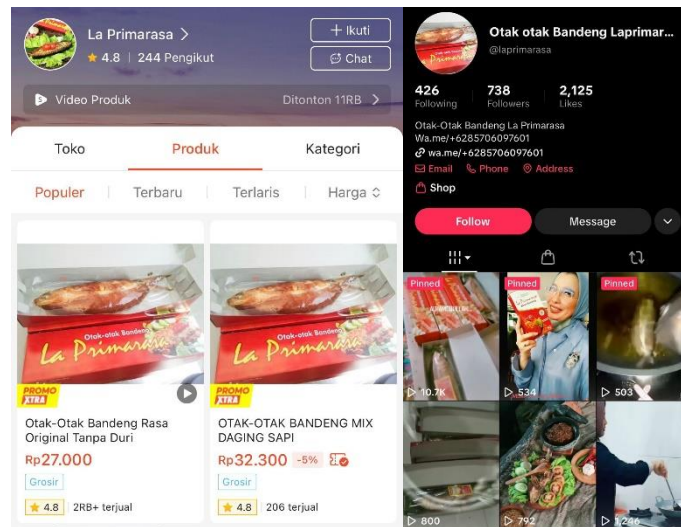 La Primarasa >
4.8 | 244 Pengikut
+ Ikuti
Chat
Video Produk
Ditonton 11RB >
Toko
Produk
Kategori
Populer
Terbaru
Terlaris
Harga
Otak-otak Bandeng
La Primarasa
PROMO
XTRA
Otak-Otak Bandeng Rasa
Original Tanpa Duri
Rp27.000
Grosir
4.8 | 2RB+ terjual
Otak-otak Bandeng
La Primarasa
PROMO
XTRA
OTAK-OTAK BANDENG MIX
DAGING SAPI
Rp32.300 -5%
Grosir
4.8 | 206 terjual
Otak otak Bandeng Laprimar...
@laprimarasa
426
Following
738
Followers
2,125
Likes
Otak-Otak Bandeng La Primarasa
Wa.me/+6285706097601
wa.me/+6285706097601
Email
Phone
Address
Shop
Follow
Message
Pinned
10.7K
Pinned
534
Pinned
503
800
792
1,246